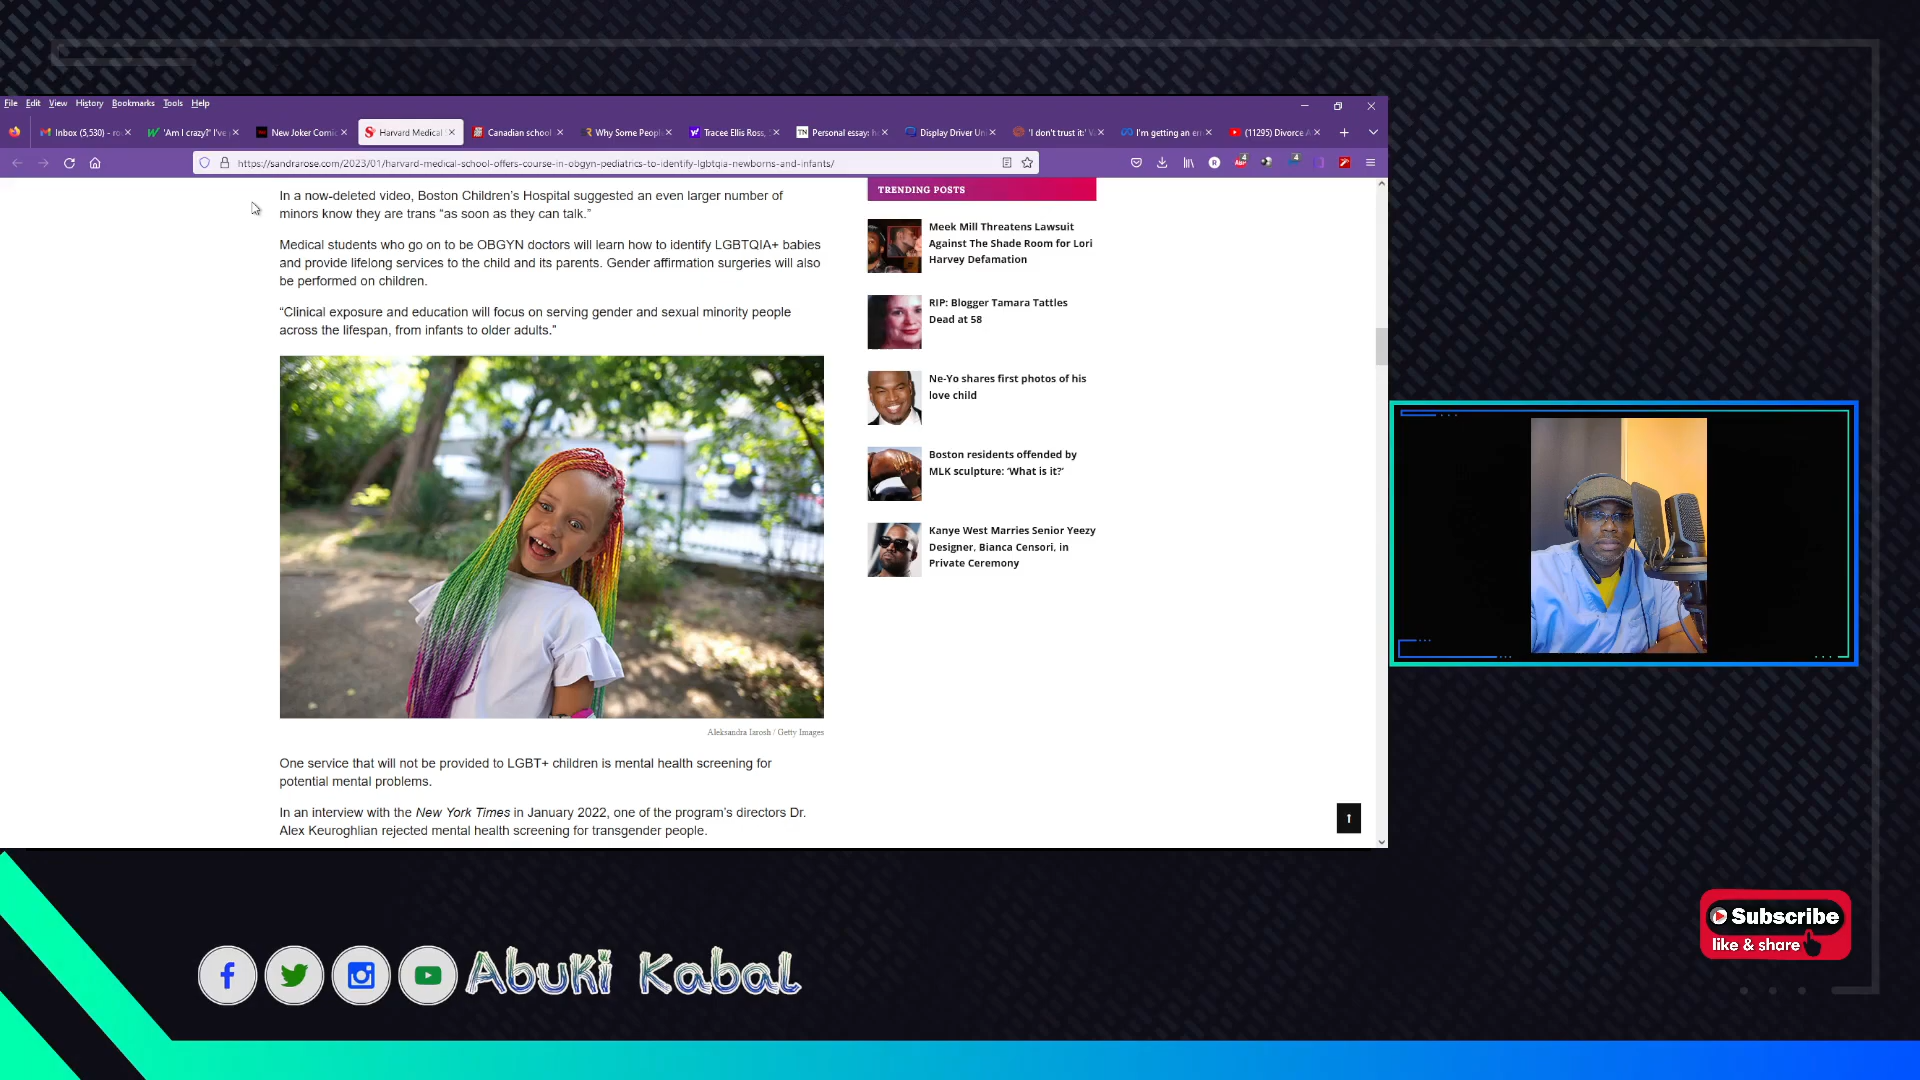 File Edit View History Bookmarks Tools Help
Inbox (5,530) - ro
'Am I crazy?' I've
New Joker Comic
Harvard Medical
Canadian school
Why Some People
Tracee Ellis Ross,
Personal essay: h
Display Driver Un
'I don't trust it:'
I'm getting an er
(11295) Divorce
https://sandrarose.com/2023/01/harvard-medical-school-offers-course-in-obgyn-pediatrics-to-identify-lgbtqia-newborns-and-infants/
In a now-deleted video, Boston Children's Hospital suggested an even larger number of
minors know they are trans "as soon as they can talk."
Medical students who go on to be OBGYN doctors will learn how to identify LGBTQIA+ babies
and provide lifelong services to the child and its parents. Gender affirmation surgeries will also
be performed on children.
“Clinical exposure and education will focus on serving gender and sexual minority people
across the lifespan, from infants to older adults.”
Aleksandra Iarosh / Getty Images
One service that will not be provided to LGBT+ children is mental health screening for
potential mental problems.
In an interview with the New York Times in January 2022, one of the program's directors Dr.
Alex Keuroghlian rejected mental health screening for transgender people.
TRENDING POSTS
Meek Mill Threatens Lawsuit
Against The Shade Room for Lori
Harvey Defamation
RIP: Blogger Tamara Tattles
Dead at 58
Ne-Yo shares first photos of his
love child
Boston residents offended by
MLK sculpture: ‘What is it?’
Kanye West Marries Senior Yeezy
Designer, Bianca Censori, in
Private Ceremony
Subscribe
like & share
Abuki Kabal